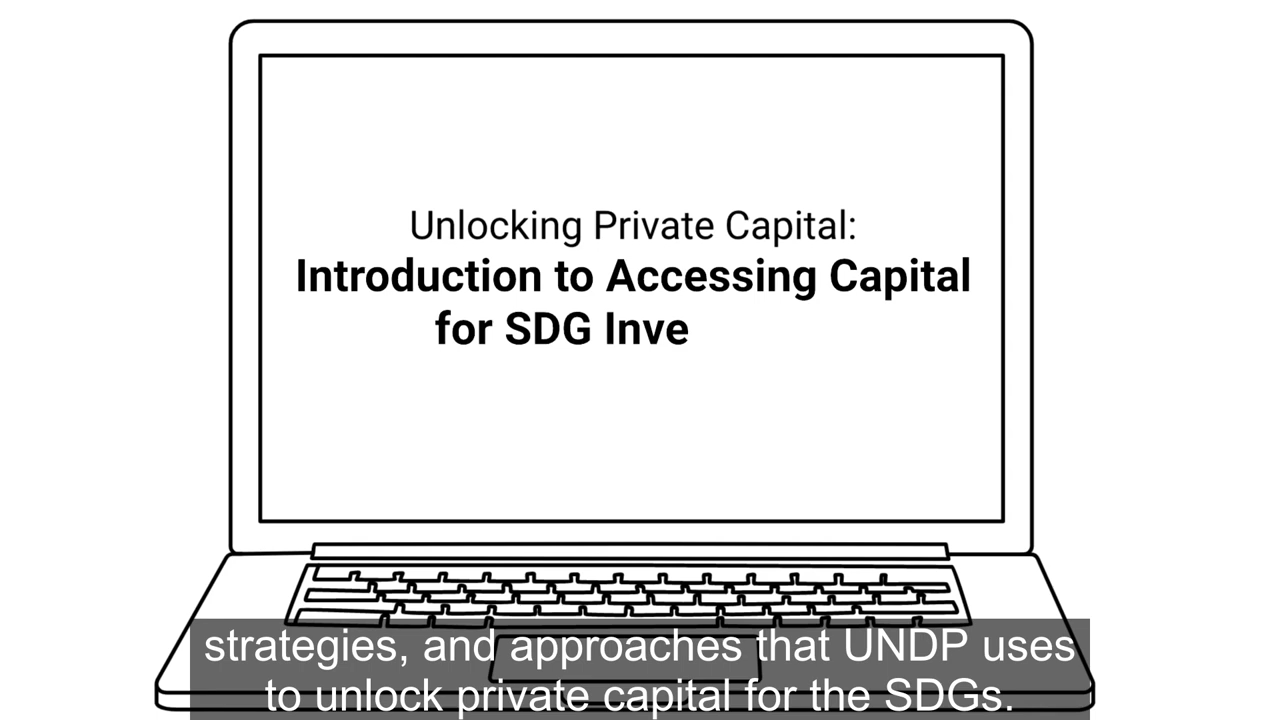 Unlocking Private Capital:
Introduction to Accessing Capital
for SDG Inve
strategies, and approaches that UNDP uses
to unlock private capital for the SDGs.